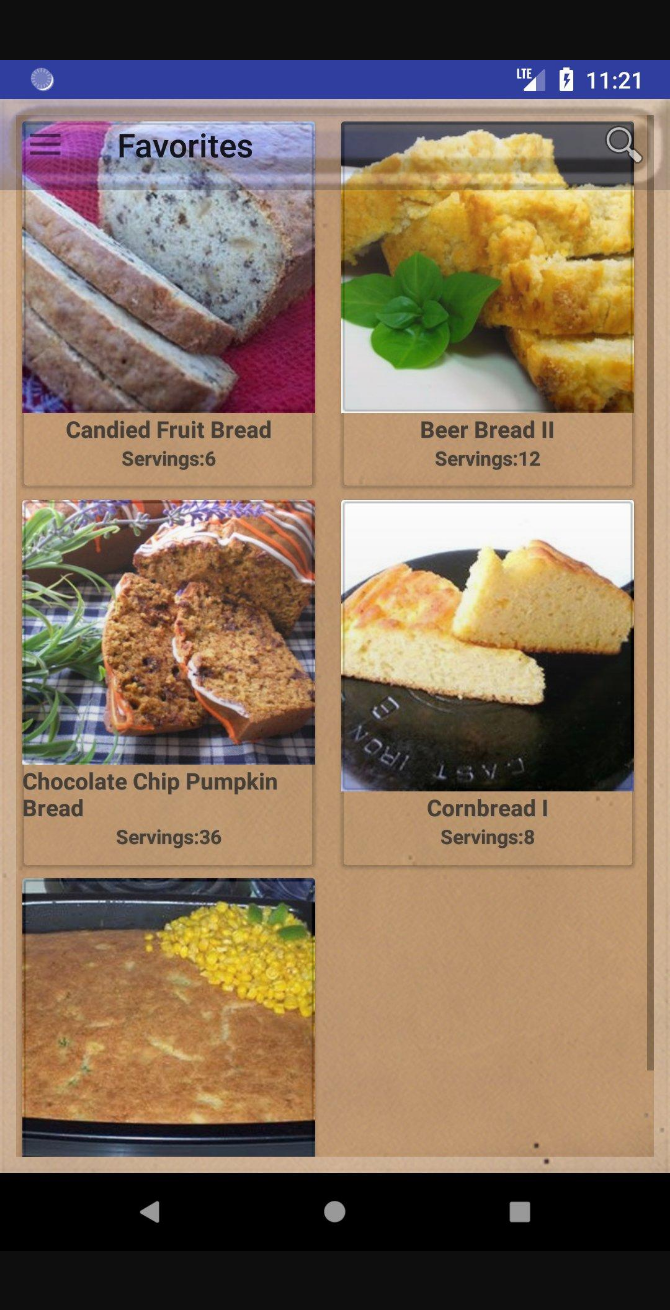 LTE 11:21
Favorites
Candied Fruit Bread
Servings:6
Beer Bread II
Servings:12
CAST IRON
Chocolate Chip Pumpkin
Bread
Servings:36
Cornbread I
Servings:8